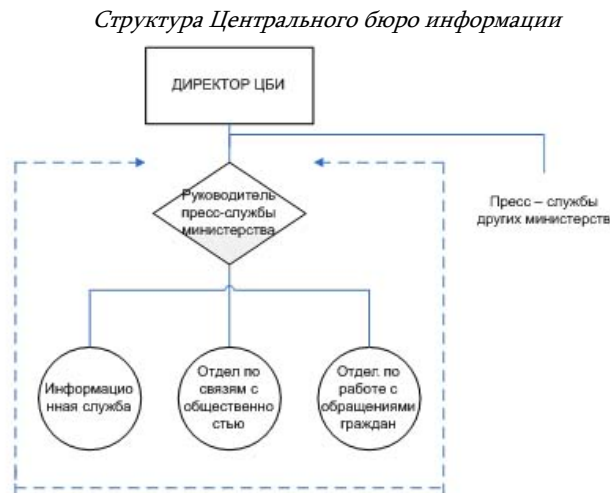 Структура Центрального бюро информации
ДИРЕКТОР ЦБИ
Руководитель
пресс-службы
министерства
Пресс – службы
других министерств
Информацио
нная служба
Отдел по
связям с
общественно
стью
Отдел по
работе с
обращениями
граждан